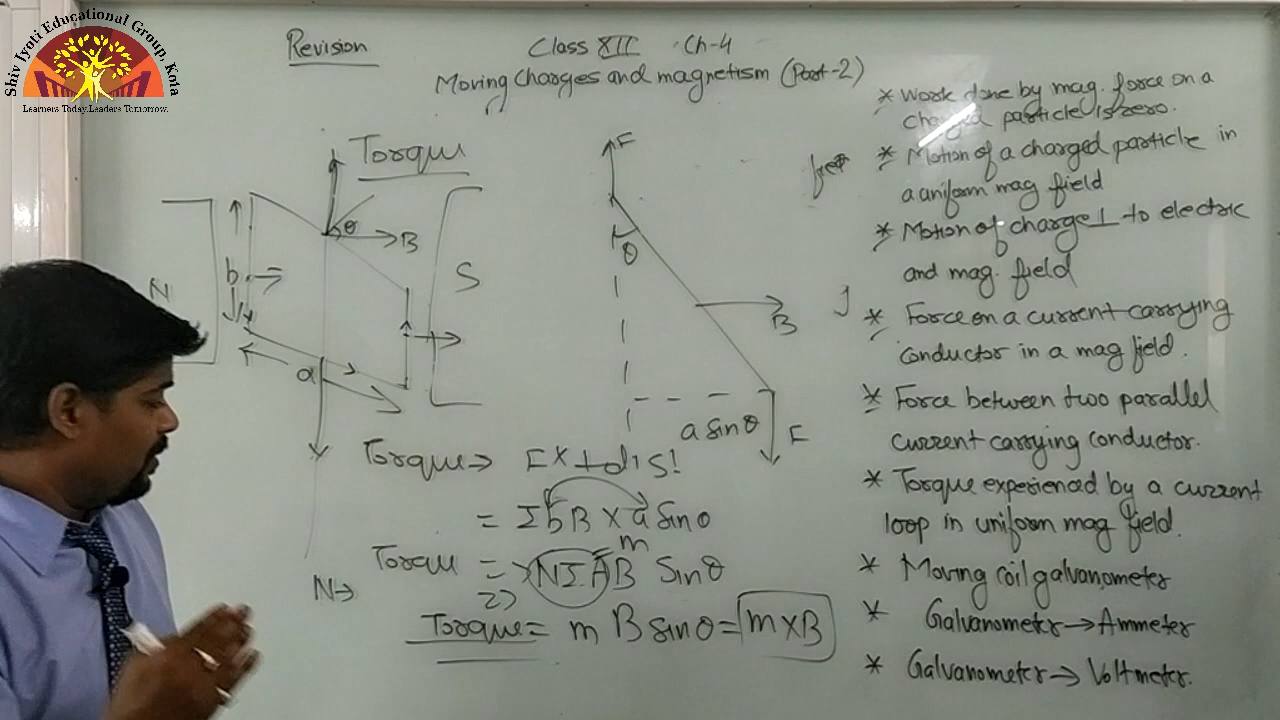 Shiv Jyoti Educational Group, Kota
Learners Today.Leaders Tomorrow.
Revision
Class XII Ch-4
Moving Charges and magnetism (Part-2)
Torque
θ
B
N
b
S
a
F
θ
B
a sinθ
F
Torque → F × ⊥ dis!
= I b B × a Sinθ
= m
Torqu = NIAB Sinθ
N→
Torque = m B sinθ = m×B
* Work done by mag. force on a
charged particle is zero.
* Motion of a charged particle in
a uniform mag field
* Motion of charge ⊥ to electric
and mag. field
* Force on a current carrying
conductor in a mag field.
* Force between two parallel
current carrying conductor.
* Torque experienced by a current
loop in uniform mag field.
* Moving coil galvanometer
* Galvanometer → Ammeter
* Galvanometer → Voltmeter.